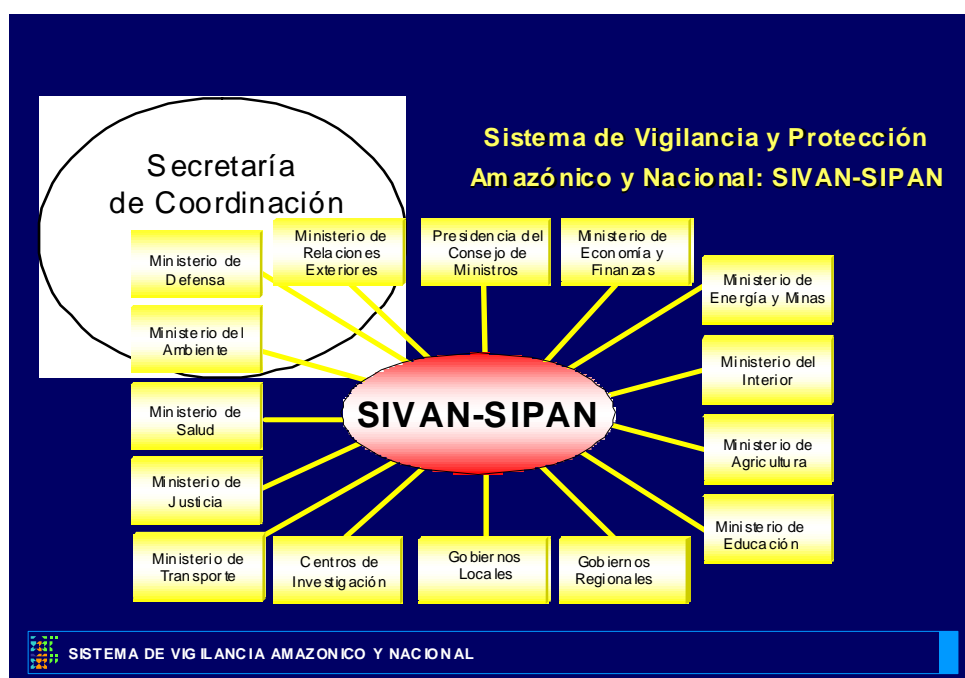 Sistema de Vigilancia y Protección
Amazónico y Nacional: SIVAN-SIPAN
Secretaría
de Coordinación
Ministerio de
Defensa
Ministerio de
Relaciones
Exteriores
Presidencia del
Consejo de
Ministros
Ministerio de
Economía y
Finanzas
Ministerio de
Energía y Minas
Ministerio del
Ambiente
Ministerio del
Interior
SIVAN-SIPAN
Ministerio de
Salud
Ministerio de
Agricultura
Ministerio de
Justicia
Ministerio de
Educación
Ministerio de
Transporte
Centros de
Investigación
Gobiernos
Locales
Gobiernos
Regionales
SISTEMA DE VIGILANCIA AMAZONICO Y NACIONAL